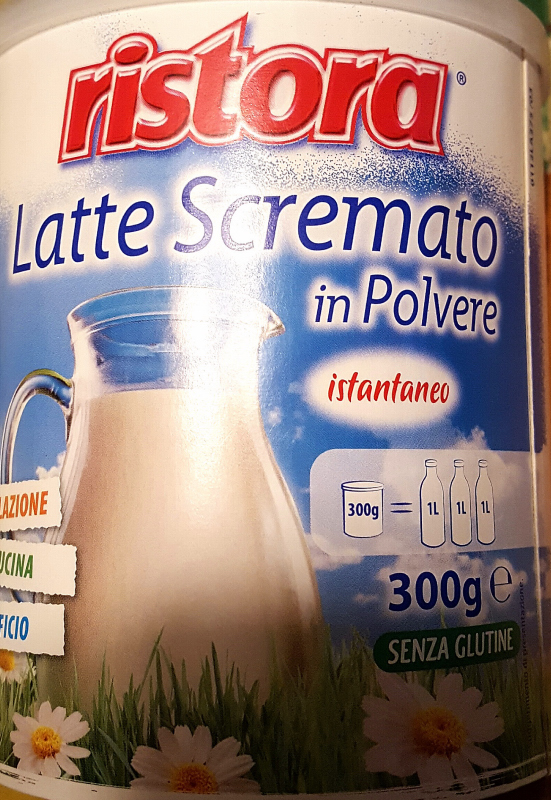 ristora®
Latte Scremato
in Polvere
istantaneo
300g = 1L 1L 1L
300g e
SENZA GLUTINE
LAZIONE
UCINA
FICIO